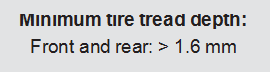 Minimum tire tread depth:
Front and rear: > 1.6 mm